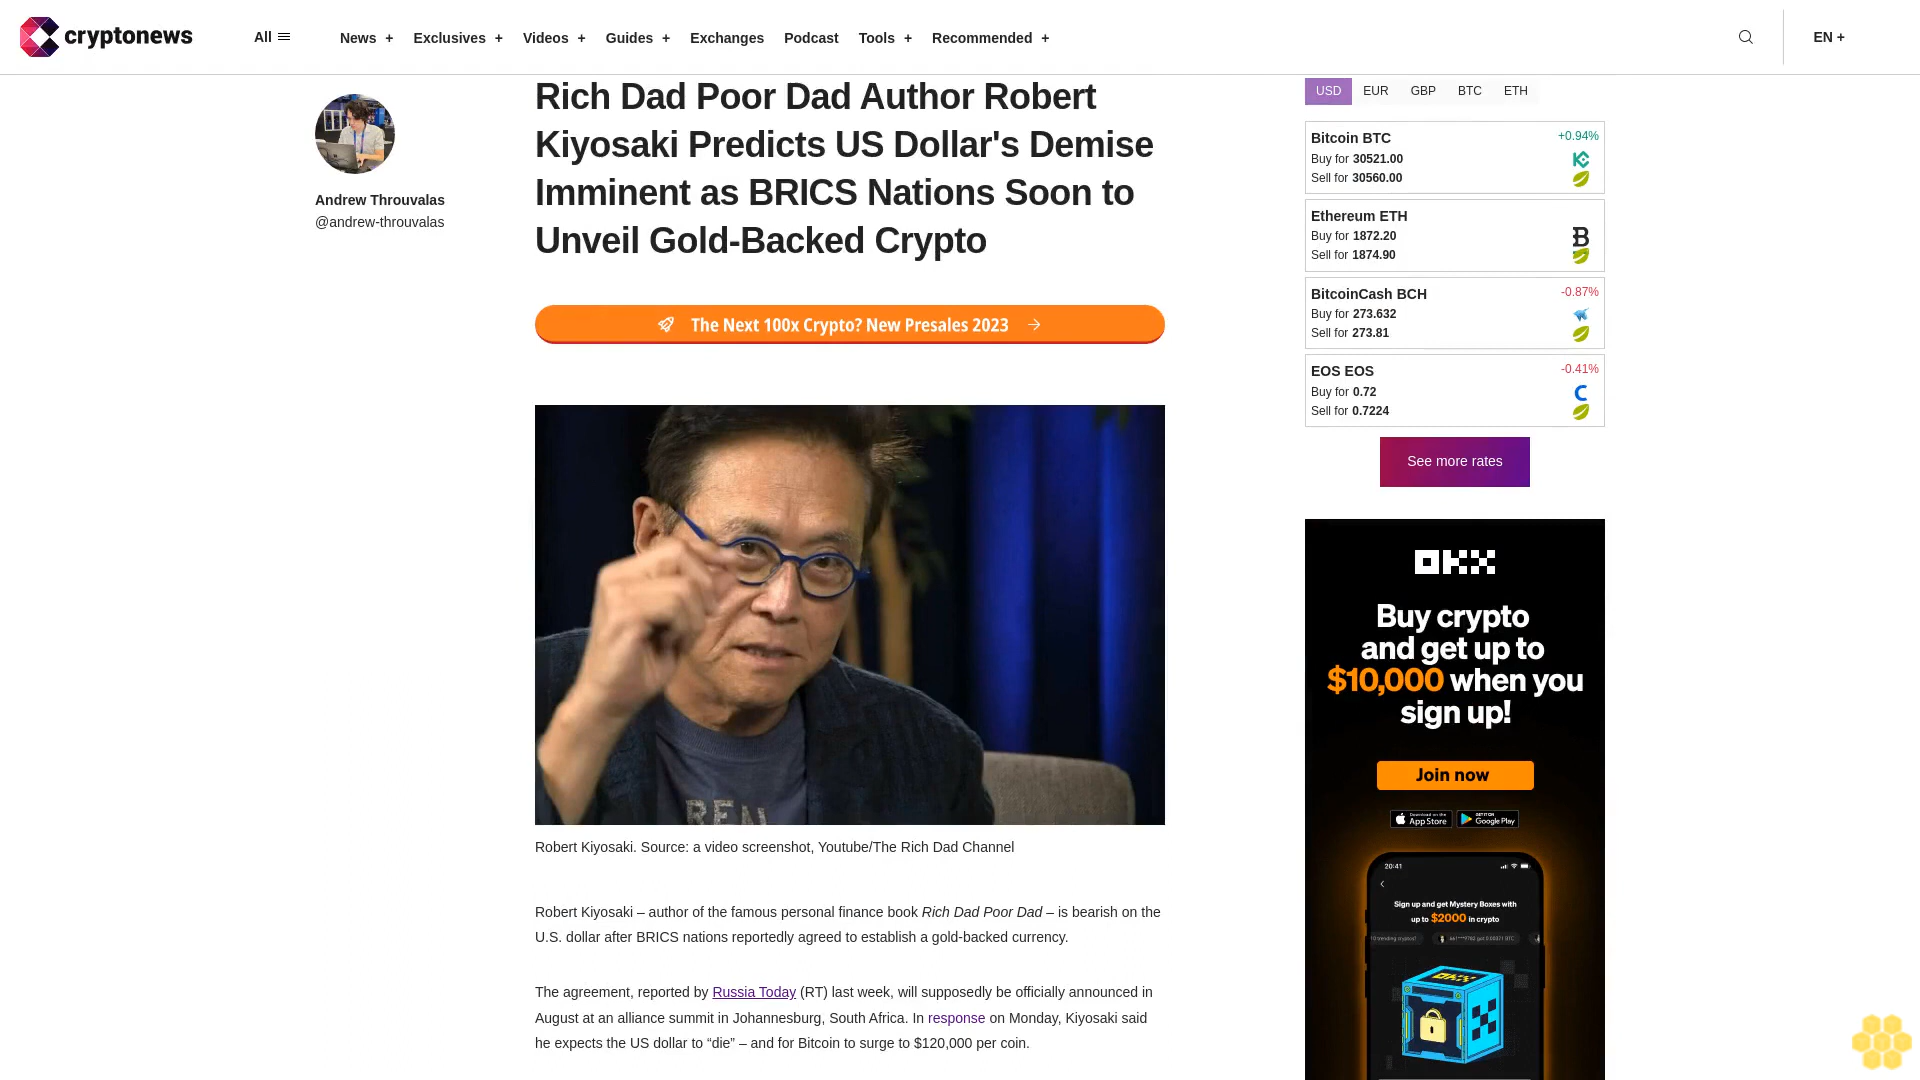 cryptonews
All
News +
Exclusives +
Videos +
Guides +
Exchanges
Podcast
Tools +
Recommended +
EN +
Andrew Throuvalas
@andrew-throuvalas
Rich Dad Poor Dad Author Robert
Kiyosaki Predicts US Dollar's Demise
Imminent as BRICS Nations Soon to
Unveil Gold-Backed Crypto
The Next 100x Crypto? New Presales 2023
REN
Robert Kiyosaki. Source: a video screenshot, Youtube/The Rich Dad Channel
Robert Kiyosaki – author of the famous personal finance book Rich Dad Poor Dad – is bearish on the
U.S. dollar after BRICS nations reportedly agreed to establish a gold-backed currency.
The agreement, reported by Russia Today (RT) last week, will supposedly be officially announced in
August at an alliance summit in Johannesburg, South Africa. In response on Monday, Kiyosaki said
he expects the US dollar to “die” – and for Bitcoin to surge to $120,000 per coin.
USD EUR GBP BTC ETH
Bitcoin BTC +0.94%
Buy for 30521.00
Sell for 30560.00
Ethereum ETH
Buy for 1872.20
Sell for 1874.90
BitcoinCash BCH -0.87%
Buy for 273.632
Sell for 273.81
EOS EOS -0.41%
Buy for 0.72
Sell for 0.7224
See more rates
OKX
Buy crypto
and get up to
$10,000 when you
sign up!
Join now
Download on the App Store
GET IT ON Google Play
20:41
Sign up and get Mystery Boxes with
up to $2000 in crypto
10 trending cryptos?
OKX